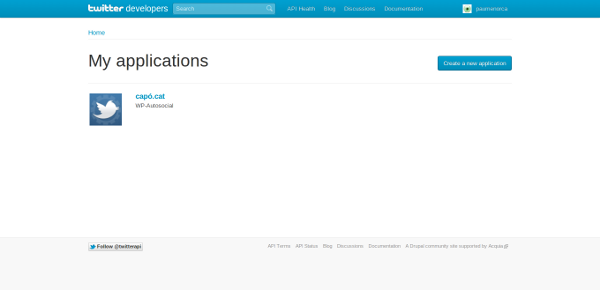 twitter developers Search API Health Blog Discussions Documentation paemenorca
Home
My applications
Create a new application
capó.cat
WP-Autosocial
Follow @twitterapi
API Terms API Status Blog Discussions Documentation A Drupal community site supported by Acquia